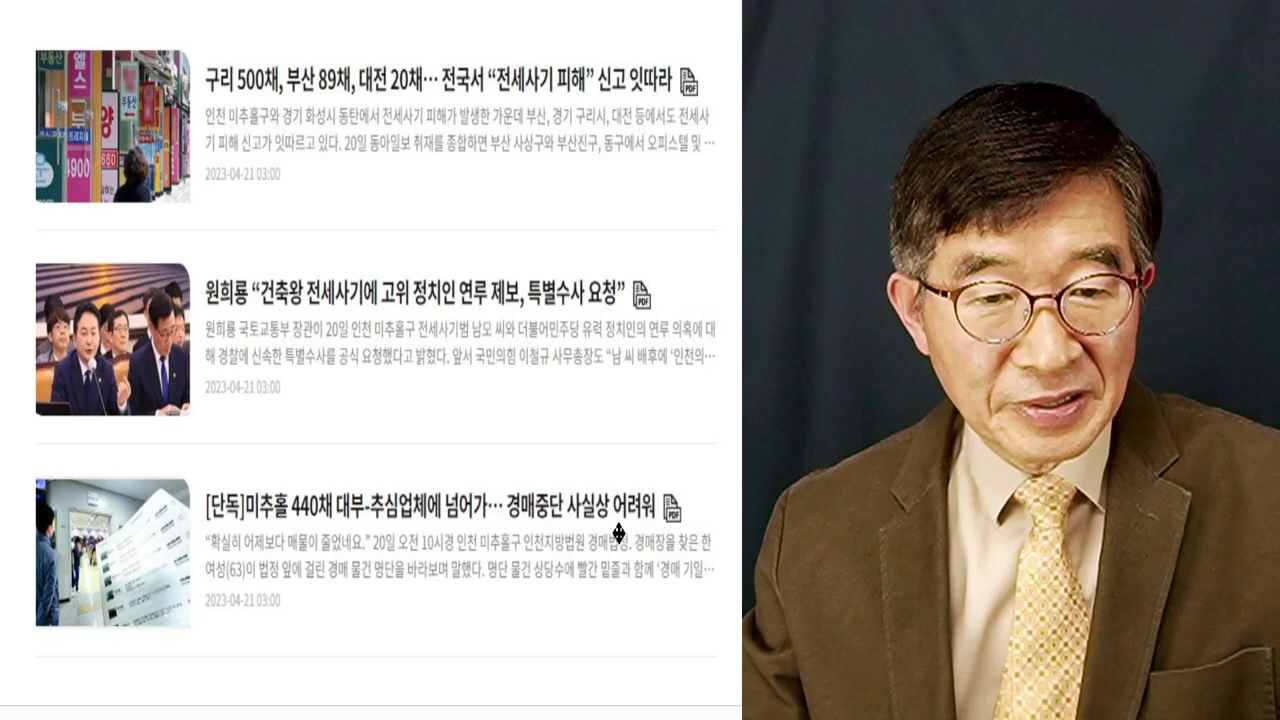 구리 500채, 부산 89채, 대전 20채… 전국서 “전세사기 피해” 신고 잇따라
인천 미추홀구와 경기 화성시 동탄에서 전세사기 피해가 발생한 가운데 부산, 경기 구리시, 대전 등에서도 전세사
기 피해 신고가 잇따르고 있다. 20일 동아일보 취재를 종합하면 부산 사상구와 부산진구, 동구에서 오피스텔 및 …
2023-04-21 03:00
원희룡 “건축왕 전세사기에 고위 정치인 연루 제보, 특별수사 요청”
원희룡 국토교통부 장관이 20일 인천 미추홀구 전세사기범 남모 씨와 더불어민주당 유력 정치인의 연루 의혹에 대
해 경찰에 신속한 특별수사를 공식 요청했다고 밝혔다. 앞서 국민의힘 이철규 사무총장도 “남 씨 배후에 ‘인천의…
2023-04-21 03:00
[단독]미추홀 440채 대부-추심업체에 넘어가… 경매중단 사실상 어려워
“확실히 어제보다 매물이 줄었네요.” 20일 오전 10시경 인천 미추홀구 인천지방법원 경매법정. 경매장을 찾은 한
여성(63)이 법정 앞에 걸린 경매 물건 명단을 바라보며 말했다. 명단 물건 상당수에 빨간 밑줄과 함께 ‘경매 기일…
2023-04-21 03:00
PDF
PDF
PDF
부동산
헬스
부동산
양
4900
660